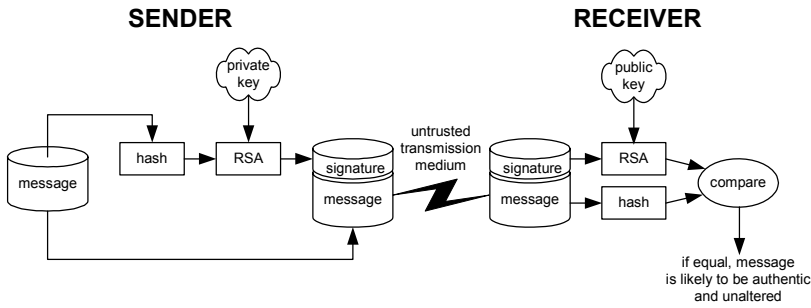 SENDER
RECEIVER
private
key
public
key
untrusted
transmission
medium
message
hash
RSA
signature
message
signature
message
RSA
hash
compare
if equal, message
is likely to be authentic
and unaltered